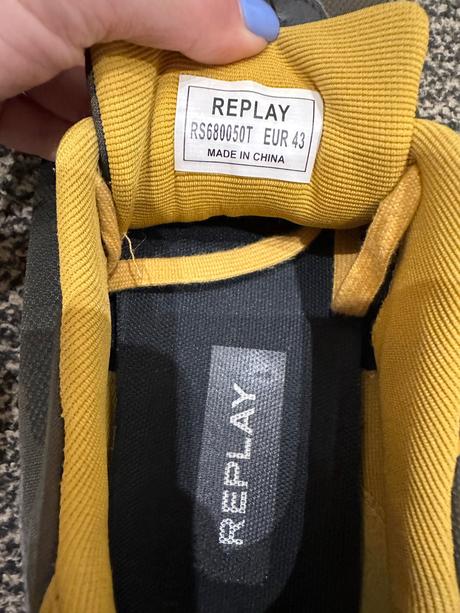 REPLAY
RS680050T EUR 43
MADE IN CHINA
REPLAY